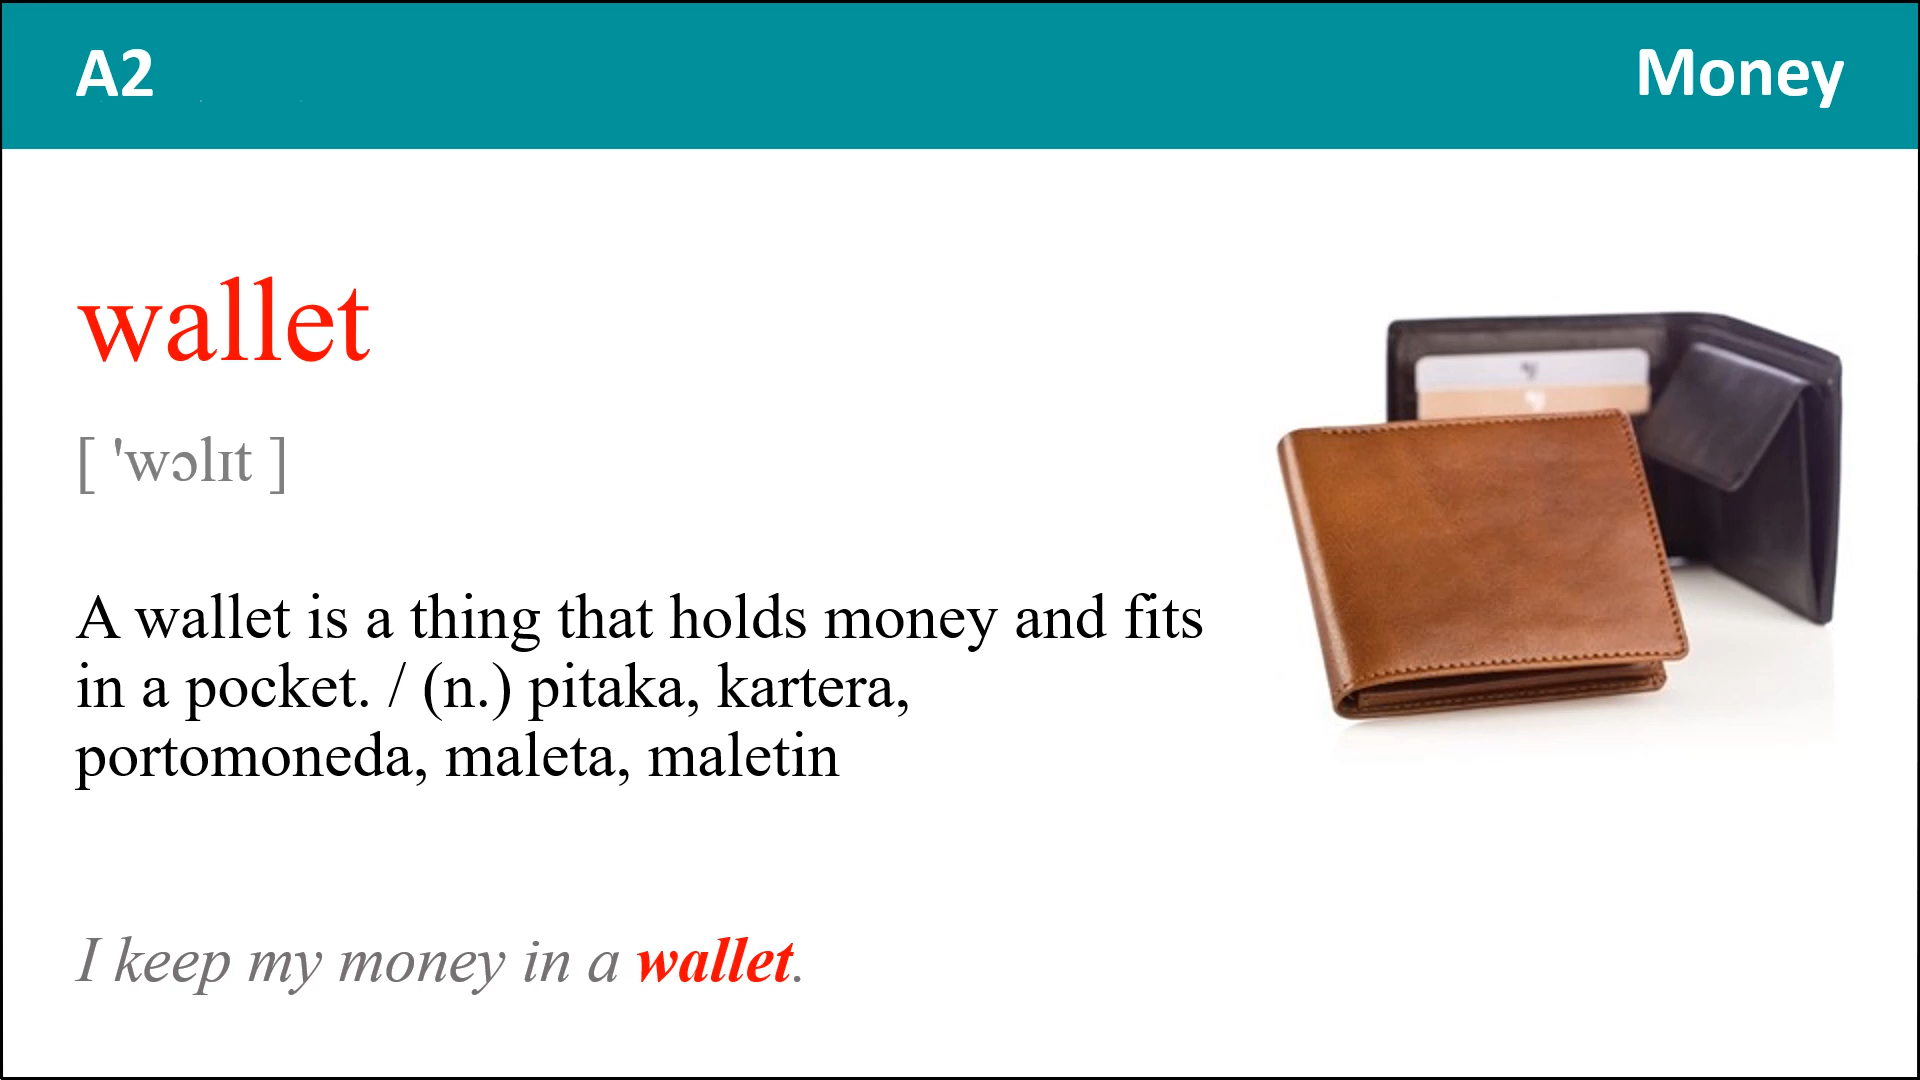 A2
Money
wallet
[ 'wɔlɪt ]
A wallet is a thing that holds money and fits
in a pocket. / (n.) pitaka, kartera,
portomoneda, maleta, maletin
I keep my money in a wallet.